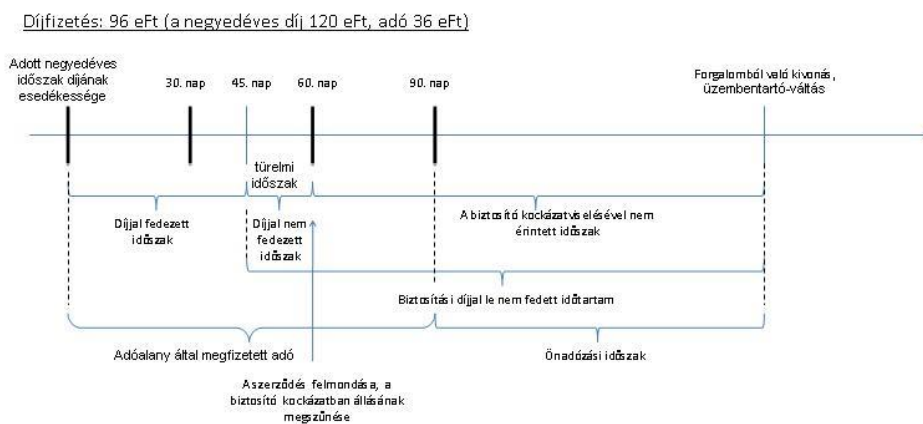 Díjfizetés: 96 eFt (a negyedéves díj 120 eFt, adó 36 eFt)
Adott negyedéves
időszak díjának
esedékessége
30. nap
45. nap
60. nap
90. nap
Forgalomból való kivonás,
üzembentartó-váltás
türelmi
időszak
Díjjal fedezett
időszak
Díjjal nem
fedezett
időszak
A biztosító kockázatviselésével nem
érintett időszak
Biztosítási díjjal le nem fedett időtartam
Adóalany által megfizetett adó
Önadózási időszak
A szerződés felmondása, a
biztosító kockázatban állásának
megszűnése